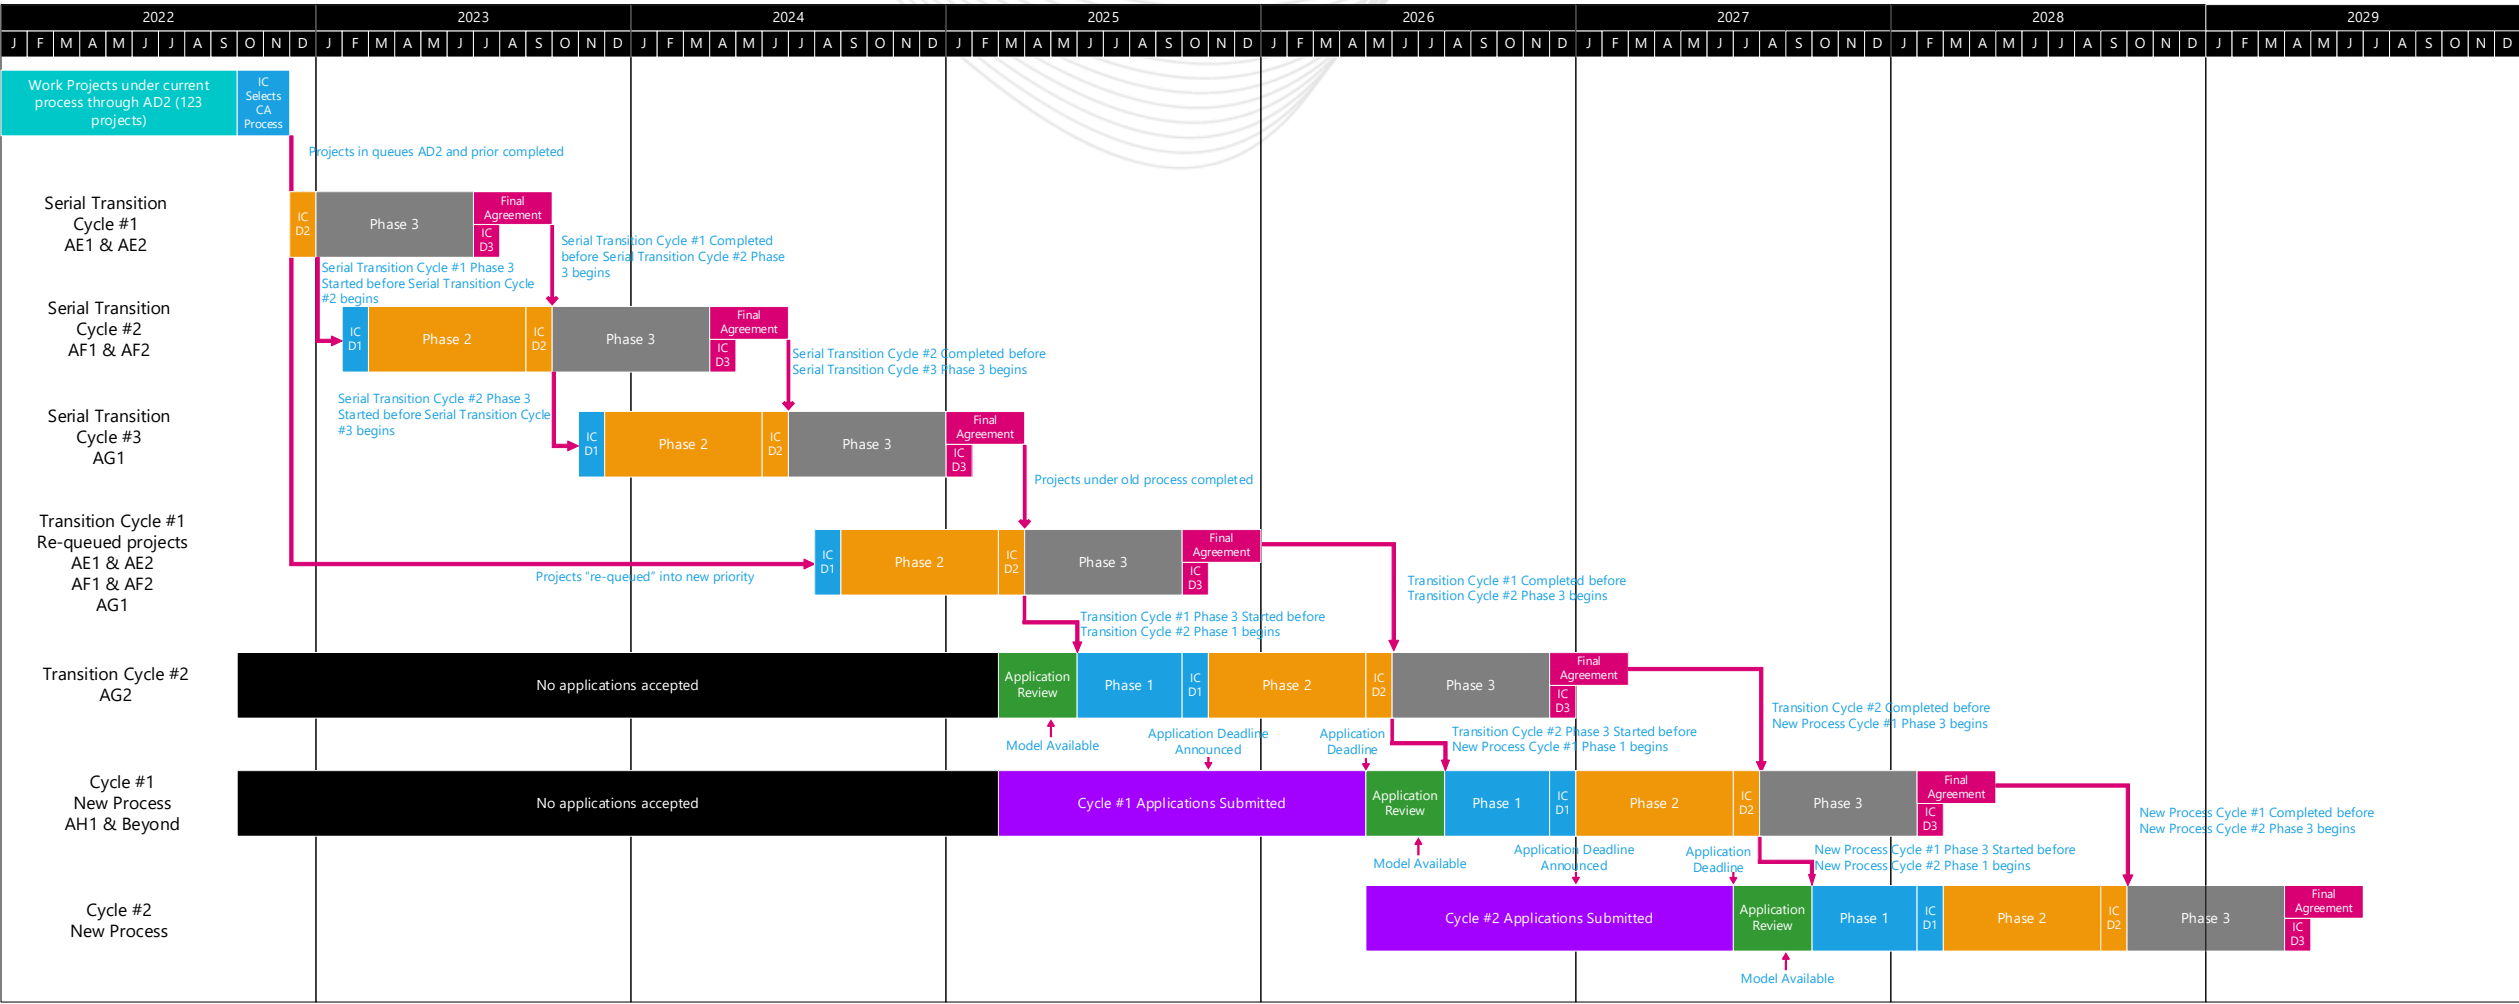 2022 2023 2024 2025 2026 2027 2028 2029
J F M A M J J A S O N D J F M A M J J A S O N D J F M A M J J A S O N D J F M A M J J A S O N D J F M A M J J A S O N D J F M A M J J A S O N D J F M A M J J A S O N D J F M A M J J A S O N D
Work Projects under current
process through AD2 (123
projects)
IC
Selects
CA
Process
Projects in queues AD2 and prior completed
Serial Transition
Cycle #1
AE1 & AE2
IC
D2
Phase 3
Final
Agreement
IC
D3
Serial Transition Cycle #1 Completed
before Serial Transition Cycle #2 Phase
3 begins
Serial Transition Cycle #1 Phase 3
Started before Serial Transition Cycle
#2 begins
Serial Transition
Cycle #2
AF1 & AF2
IC
D1
Phase 2
IC
D2
Phase 3
Final
Agreement
IC
D3
Serial Transition Cycle #2 Completed before
Serial Transition Cycle #3 Phase 3 begins
Serial Transition Cycle #2 Phase 3
Started before Serial Transition Cycle
#3 begins
Serial Transition
Cycle #3
AG1
IC
D1
Phase 2
IC
D2
Phase 3
Final
Agreement
IC
D3
Projects under old process completed
Transition Cycle #1
Re-queued projects
AE1 & AE2
AF1 & AF2
AG1
Projects "re-queued" into new priority
IC
D1
Phase 2
IC
D2
Phase 3
Final
Agreement
IC
D3
Transition Cycle #1 Completed before
Transition Cycle #2 Phase 3 begins
Transition Cycle #1 Phase 3 Started before
Transition Cycle #2 Phase 1 begins
Transition Cycle #2
AG2
No applications accepted
Application
Review
Phase 1
IC
D1
Phase 2
IC
D2
Phase 3
Final
Agreement
IC
D3
Model Available
Application Deadline
Announced
Application
Deadline
Transition Cycle #2 Phase 3 Started before
New Process Cycle #1 Phase 1 begins
Transition Cycle #2 Completed before
New Process Cycle #1 Phase 3 begins
Cycle #1
New Process
AH1 & Beyond
No applications accepted
Cycle #1 Applications Submitted
Application
Review
Phase 1
IC
D1
Phase 2
IC
D2
Phase 3
Final
Agreement
IC
D3
New Process Cycle #1 Completed before
New Process Cycle #2 Phase 3 begins
Model Available
Application Deadline
Announced
Application
Deadline
New Process Cycle #1 Phase 3 Started before
New Process Cycle #2 Phase 1 begins
Cycle #2
New Process
Cycle #2 Applications Submitted
Application
Review
Phase 1
IC
D1
Phase 2
IC
D2
Phase 3
Final
Agreement
IC
D3
Model Available